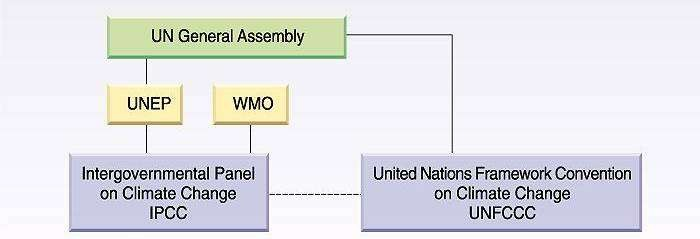 UN General Assembly
UNEP
WMO
Intergovernmental Panel
on Climate Change
IPCC
United Nations Framework Convention
on Climate Change
UNFCCC